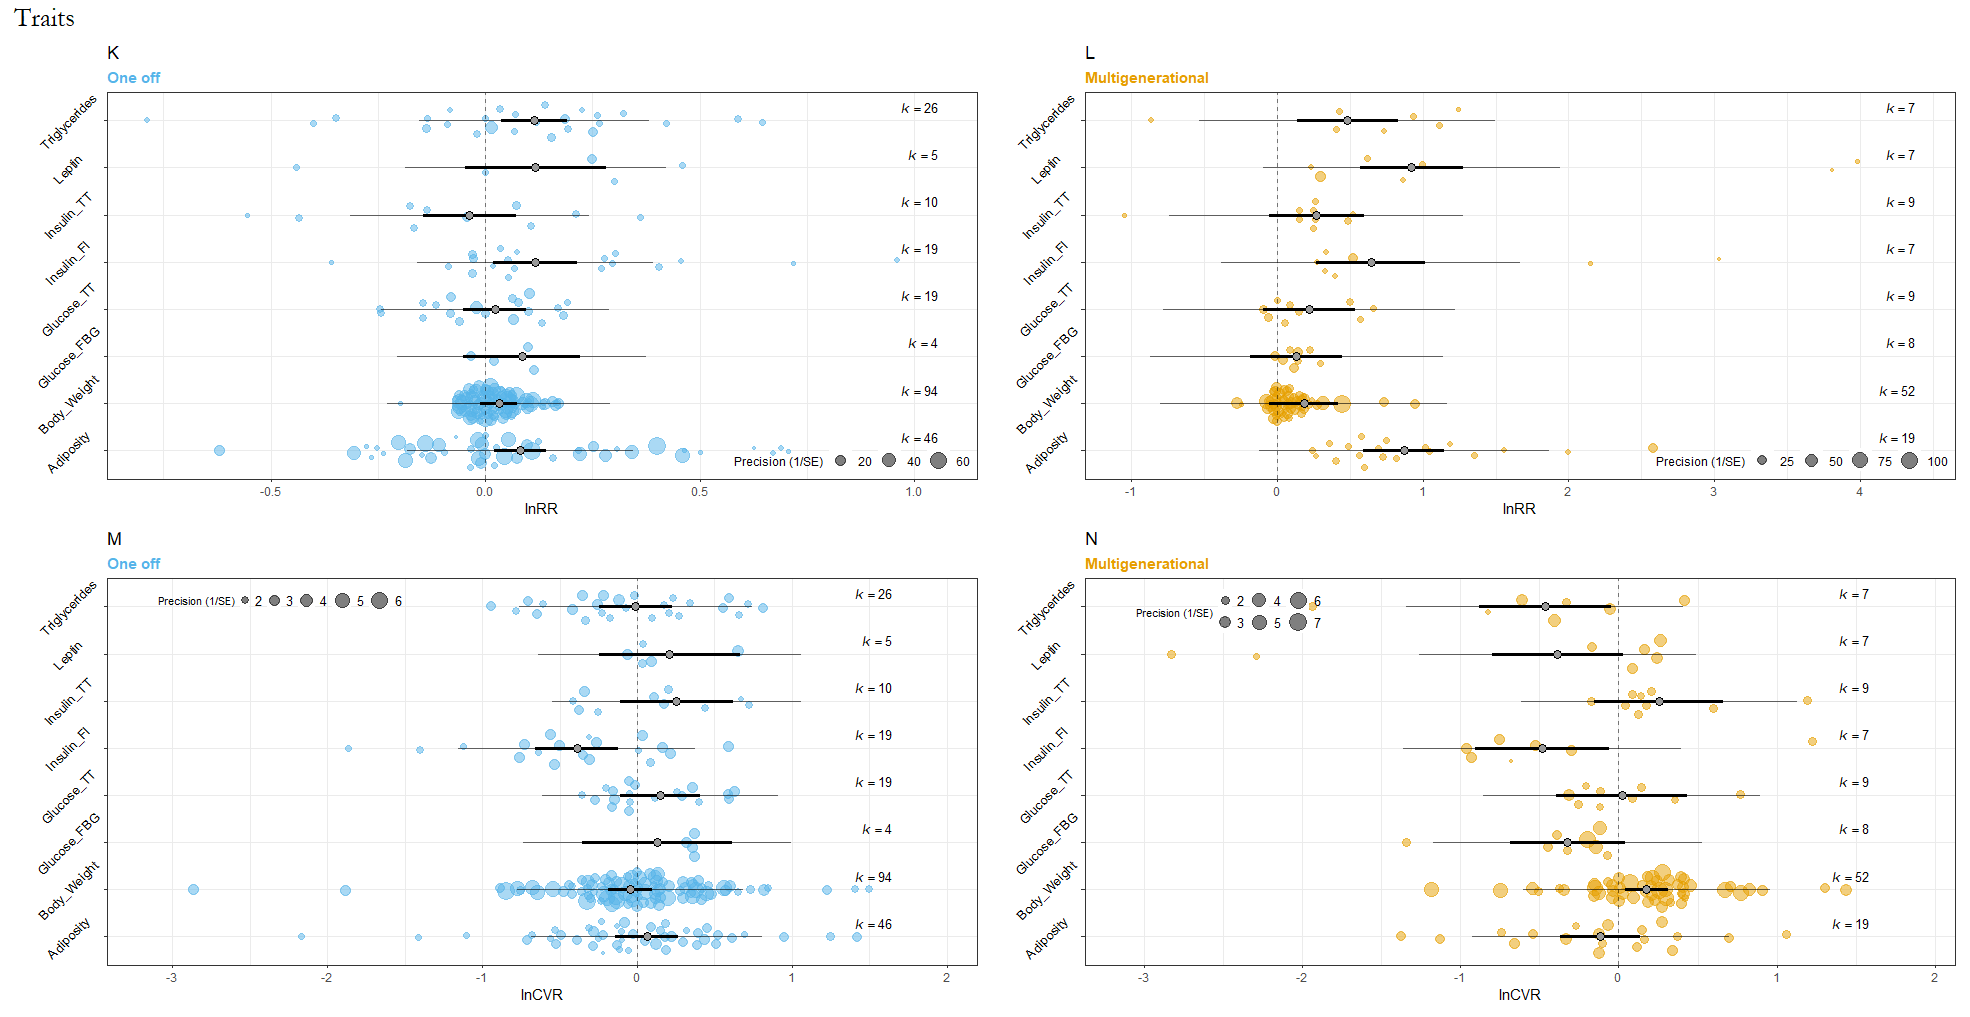 Traits
K
One off
Triglycerides
k = 26
Leptin
k = 5
Insulin_TT
k = 10
Insulin_FI
k = 19
Glucose_TT
k = 19
Glucose_FBG
k = 4
Body_Weight
k = 94
Adiposity
k = 46
Precision (1/SE) 20 40 60
-0.5 0.0 0.5 1.0
lnRR
L
Multigenerational
Triglycerides
k = 7
Leptin
k = 7
Insulin_TT
k = 9
Insulin_FI
k = 7
Glucose_TT
k = 9
Glucose_FBG
k = 8
Body_Weight
k = 52
Adiposity
k = 19
Precision (1/SE) 25 50 75 100
-1 0 1 2 3 4
lnRR
M
One off
Precision (1/SE) 2 3 4 5 6
Triglycerides
k = 26
Leptin
k = 5
Insulin_TT
k = 10
Insulin_FI
k = 19
Glucose_TT
k = 19
Glucose_FBG
k = 4
Body_Weight
k = 94
Adiposity
k = 46
-3 -2 -1 0 1 2
lnCVR
N
Multigenerational
Precision (1/SE) 2 4 6
3 5 7
Triglycerides
k = 7
Leptin
k = 7
Insulin_TT
k = 9
Insulin_FI
k = 7
Glucose_TT
k = 9
Glucose_FBG
k = 8
Body_Weight
k = 52
Adiposity
k = 19
-3 -2 -1 0 1 2
lnCVR